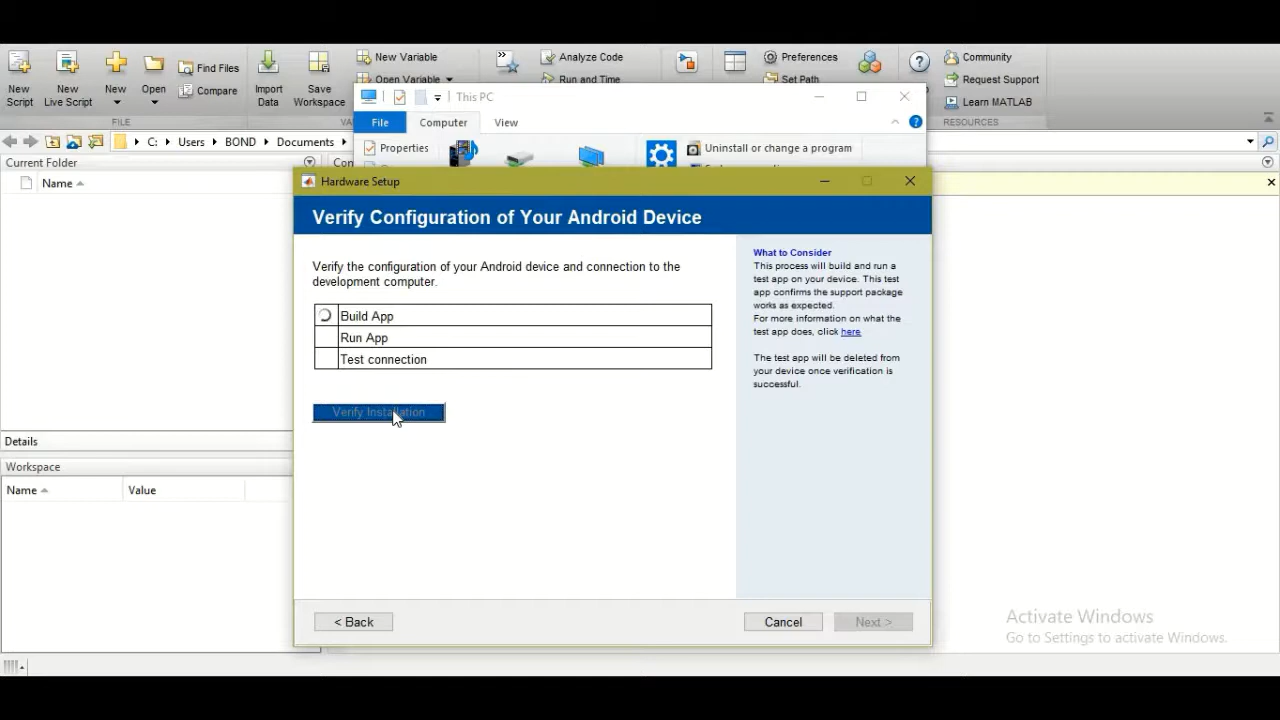 New Script
New Live Script
New
Open
Find Files
Compare
FILE
Import Data
Save Workspace
New Variable
Open Variable
VA
Analyze Code
Run and Time
Preferences
Set Path
Community
Request Support
Learn MATLAB
RESOURCES
This PC
File
Computer
View
Properties
Uninstall or change a program
C:
Users
BOND
Documents
Current Folder
Name
Details
Workspace
Name
Value
Hardware Setup
Verify Configuration of Your Android Device
Verify the configuration of your Android device and connection to the
development computer.
Build App
Run App
Test connection
Verify Installation
What to Consider
This process will build and run a
test app on your device. This test
app confirms the support package
works as expected.
For more information on what the
test app does, click here.
The test app will be deleted from
your device once verification is
successful.
< Back
Cancel
Next >
Activate Windows
Go to Settings to activate Windows.